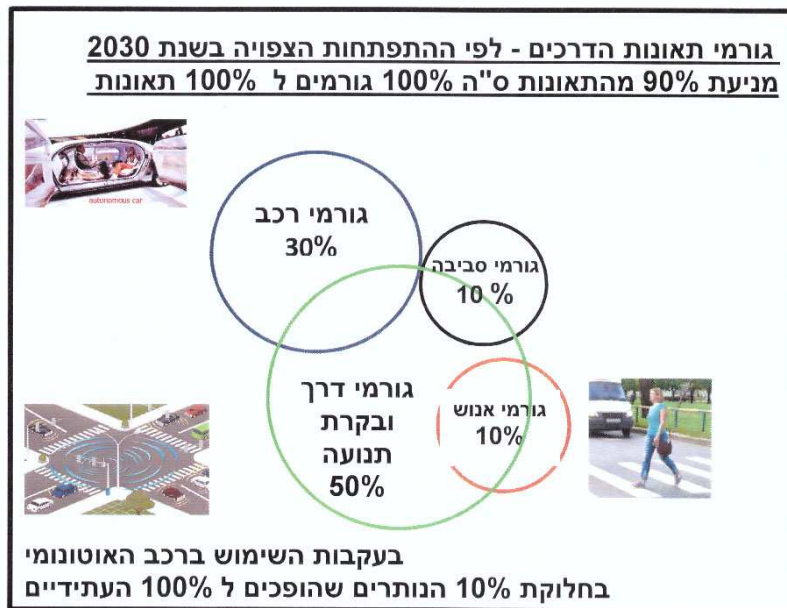 גורמי תאונות הדרכים - לפי ההתפתחות הצפויה בשנת 2030
מניעת 90% מהתאונות ס"ה 100% גורמים ל 100% תאונות
autonomous car
גורמי רכב
30%
גורמי סביבה
10 %
גורמי דרך
ובקרת
תנועה
50%
גורמי אנוש
10%
בעקבות השימוש ברכב האוטונומי
בחלוקת 10% הנותרים שהופכים ל 100% העתידיים